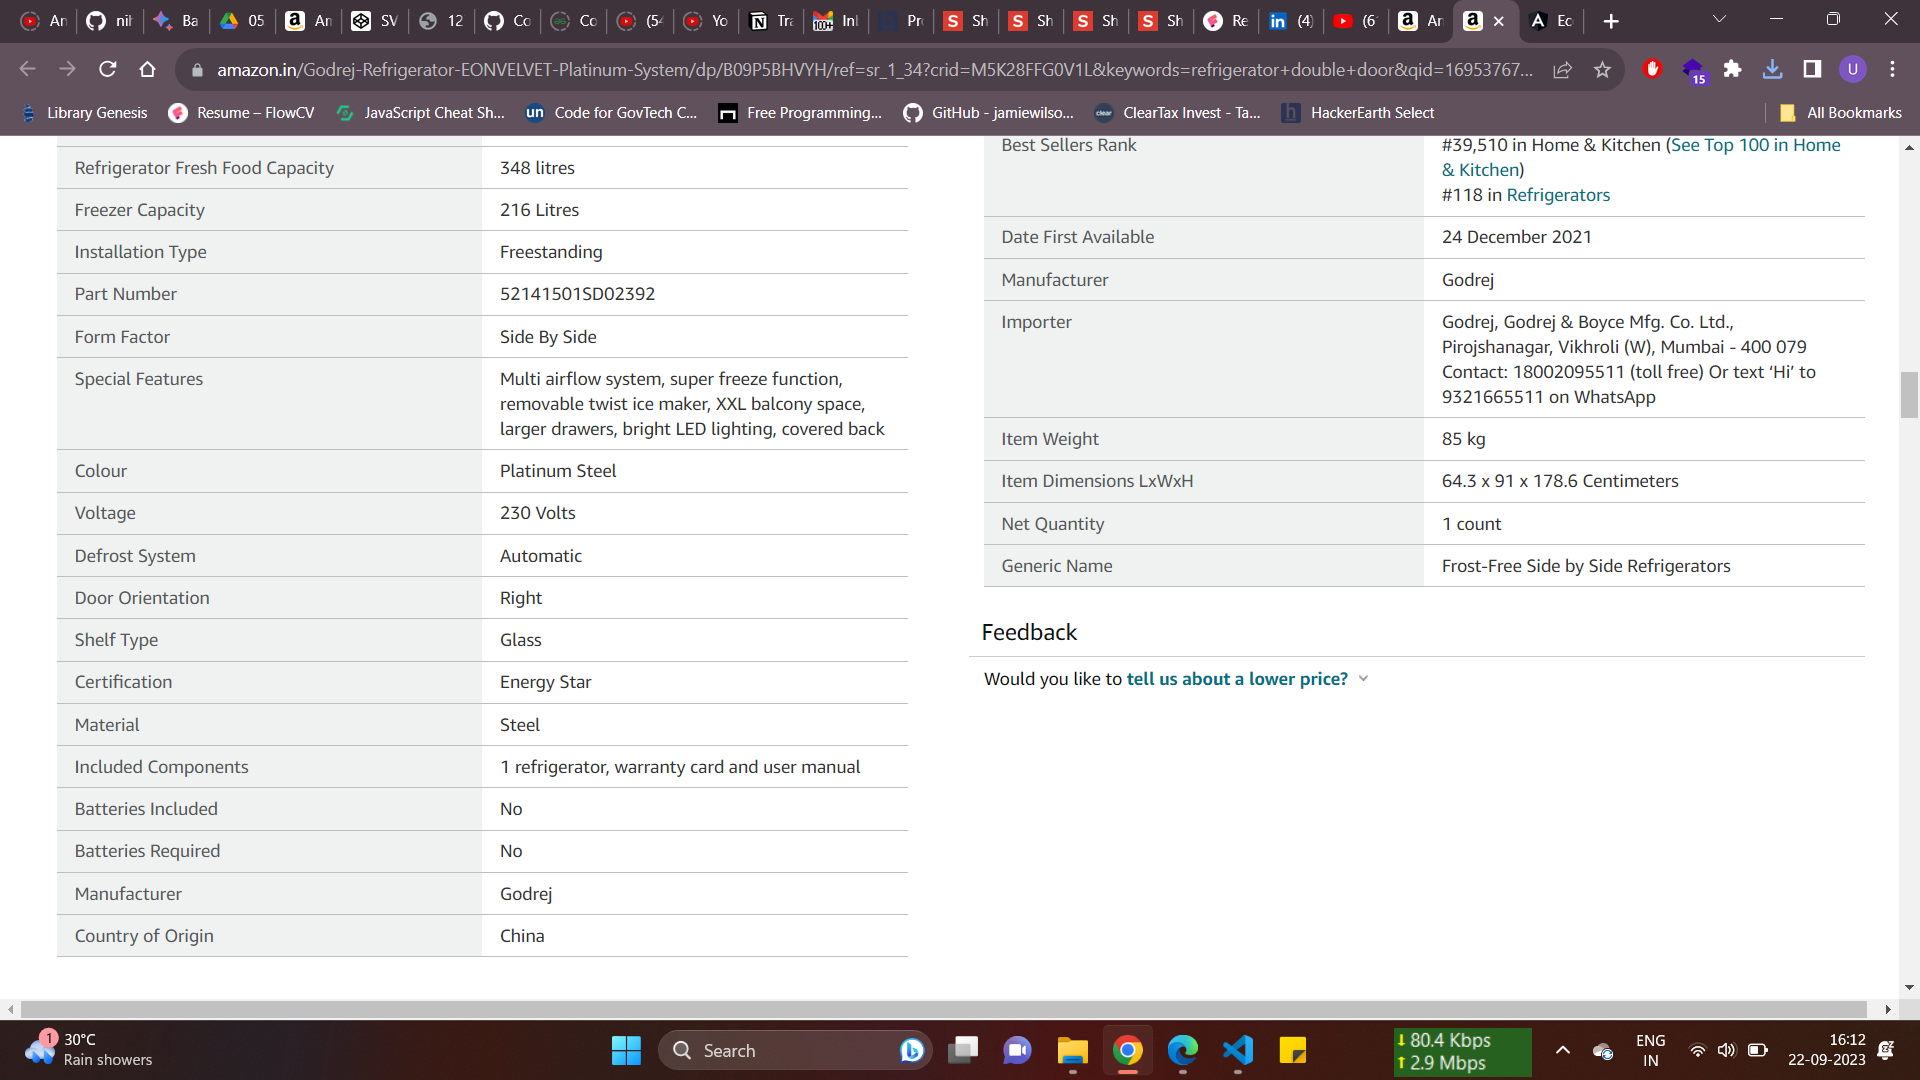 An
nit
Ba
05
An
SV
12
Co
Co
(54
Yo
Tra
100+
Inl
Pr
S
Sh
S
Sh
S
Sh
S
Sh
Re
(4)
(6
An
Ec
amazon.in/Godrej-Refrigerator-EONVELVET-Platinum-System/dp/B09P5BHVYH/ref=sr_1_34?crid=M5K28FFG0V1L&keywords=refrigerator+double+door&qid=16953767...
15
U
Library Genesis
Resume – FlowCV
JavaScript Cheat Sh...
un
Code for GovTech C...
Free Programming...
GitHub - jamiewilso...
clear
ClearTax Invest - Ta...
h
HackerEarth Select
All Bookmarks
Refrigerator Fresh Food Capacity 348 litres
Freezer Capacity 216 Litres
Installation Type Freestanding
Part Number 52141501SD02392
Form Factor Side By Side
Special Features Multi airflow system, super freeze function,
removable twist ice maker, XXL balcony space,
larger drawers, bright LED lighting, covered back
Colour Platinum Steel
Voltage 230 Volts
Defrost System Automatic
Door Orientation Right
Shelf Type Glass
Certification Energy Star
Material Steel
Included Components 1 refrigerator, warranty card and user manual
Batteries Included No
Batteries Required No
Manufacturer Godrej
Country of Origin China
Best Sellers Rank #39,510 in Home & Kitchen (See Top 100 in Home
& Kitchen)
#118 in Refrigerators
Date First Available 24 December 2021
Manufacturer Godrej
Importer Godrej, Godrej & Boyce Mfg. Co. Ltd.,
Pirojshanagar, Vikhroli (W), Mumbai - 400 079
Contact: 18002095511 (toll free) Or text ‘Hi’ to
9321665511 on WhatsApp
Item Weight 85 kg
Item Dimensions LxWxH 64.3 x 91 x 178.6 Centimeters
Net Quantity 1 count
Generic Name Frost-Free Side by Side Refrigerators
Feedback
Would you like to tell us about a lower price?
1
30°C
Rain showers
Search
80.4 Kbps
2.9 Mbps
ENG
IN
16:12
22-09-2023